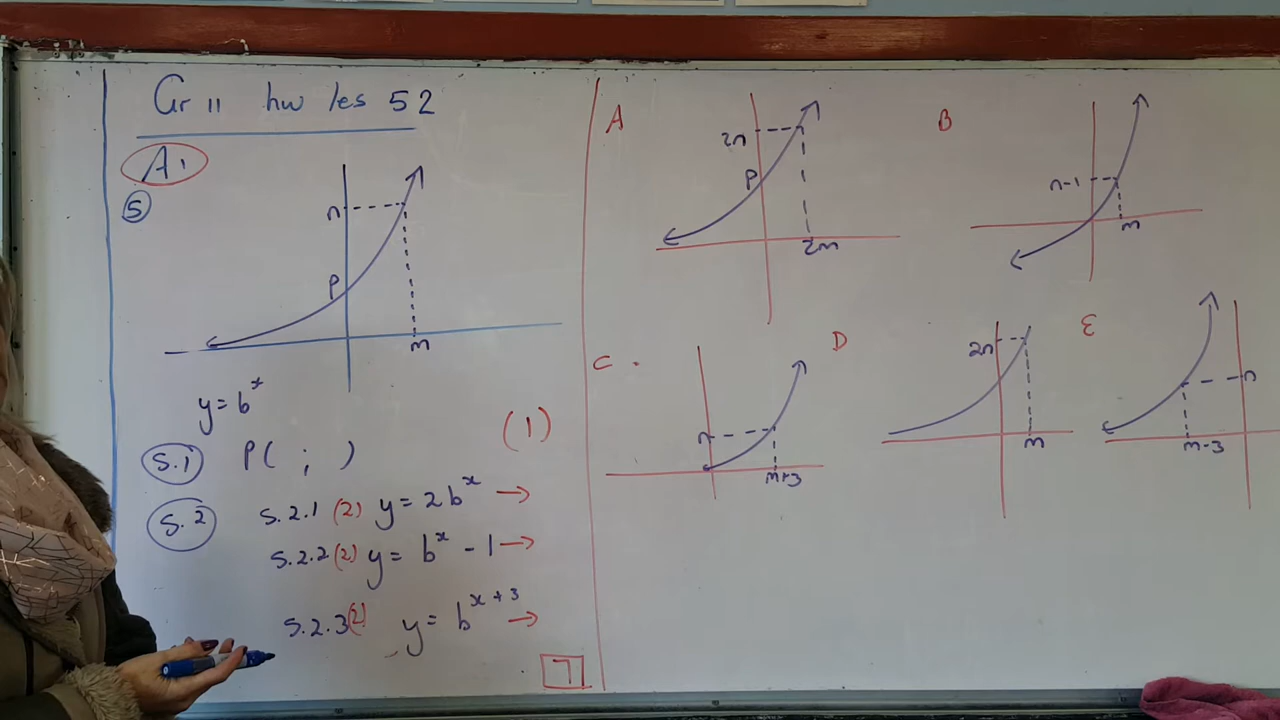 Gr 11 hw les 52
A1
5
n
P
m
y = b^x
5.1 P( ; ) (1)
5.2 5.2.1 (2) y = 2b^x →
5.2.2 (2) y = b^x - 1 →
5.2.3 (2) y = b^{x+3} →
7
A
2n
P
2m
B
n-1
m
C
n
m+3
D
2n
m
E
n
m-3